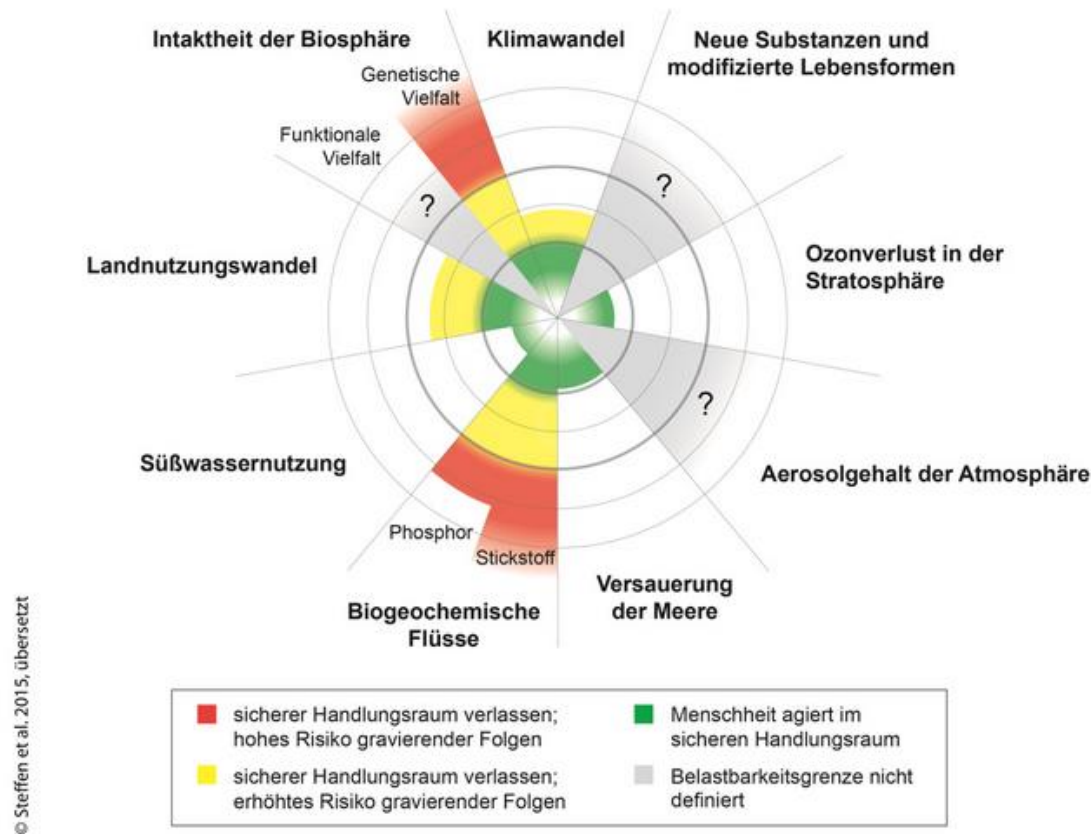 Intaktheit der Biosphäre
Klimawandel
Neue Substanzen und
modifizierte Lebensformen
Genetische
Vielfalt
Funktionale
Vielfalt
?
?
Landnutzungswandel
Ozonverlust in der
Stratosphäre
?
Süßwassernutzung
Aerosolgehalt der Atmosphäre
Phosphor
Stickstoff
Biogeochemische
Flüsse
Versauerung
der Meere
sicherer Handlungsraum verlassen;
hohes Risiko gravierender Folgen
sicherer Handlungsraum verlassen;
erhöhtes Risiko gravierender Folgen
Menschheit agiert im
sicheren Handlungsraum
Belastbarkeitsgrenze nicht
definiert
© Steffen et al. 2015, übersetzt